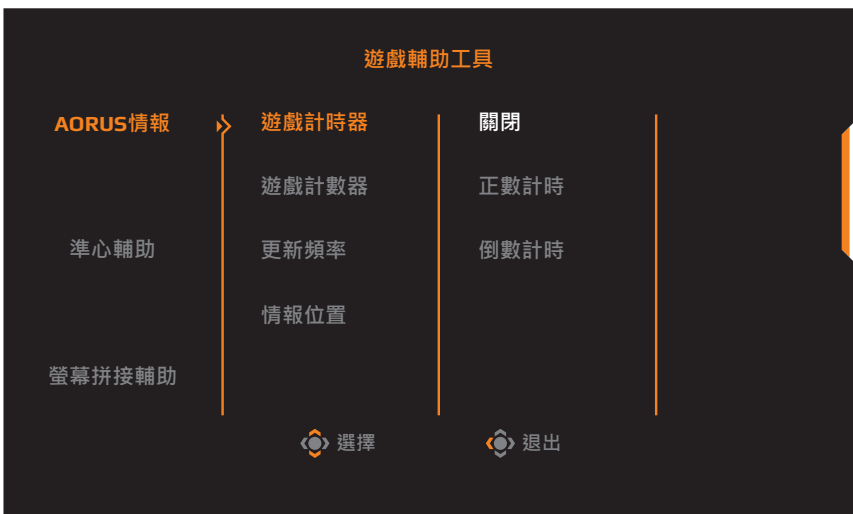 遊戲輔助工具
AORUS情報 遊戲計時器 關閉
遊戲計數器 正數計時
準心輔助 更新頻率 倒數計時
情報位置
螢幕拼接輔助
選擇 退出